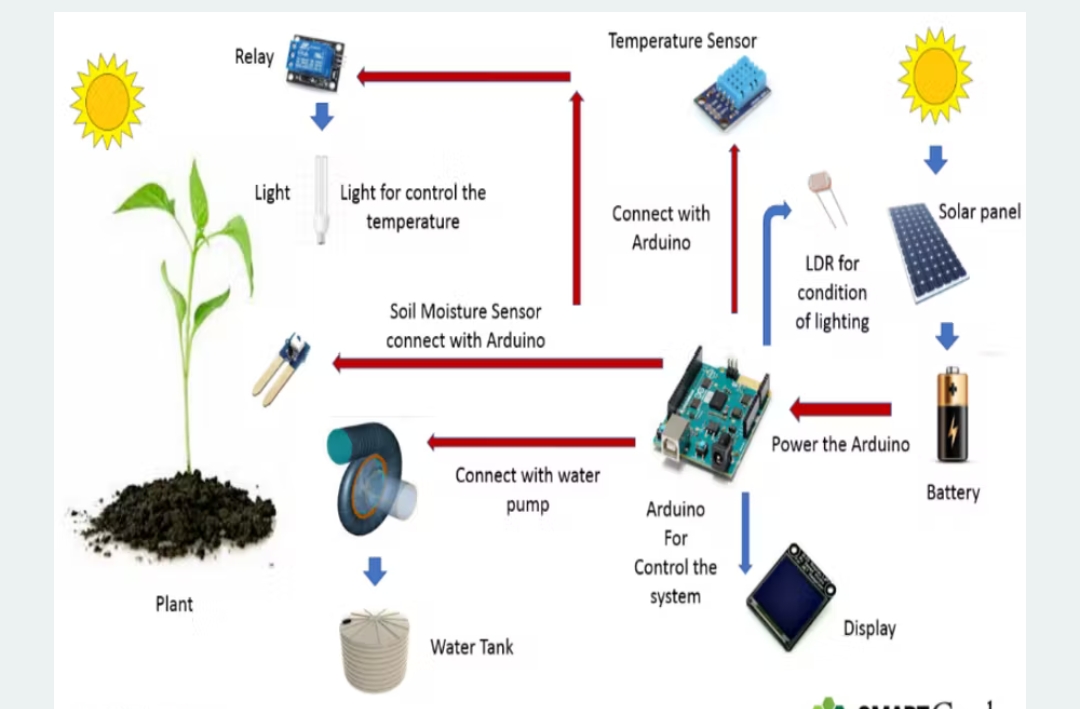 Relay
Temperature Sensor
Light
Light for control the
temperature
Connect with
Arduino
Solar panel
LDR for
condition
of lighting
Soil Moisture Sensor
connect with Arduino
Power the Arduino
Connect with water
pump
Battery
Arduino
For
Control the
system
Plant
Display
Water Tank
SMART